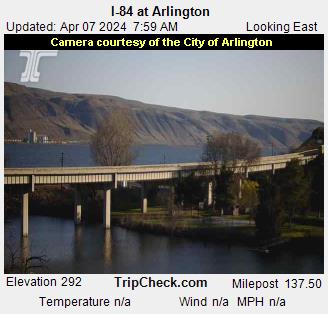 I-84 at Arlington
Updated: Apr 07 2024 7:59 AM Looking East
Camera courtesy of the City of Arlington
Elevation 292 TripCheck.com Milepost 137.50
Temperature n/a Wind n/a MPH n/a